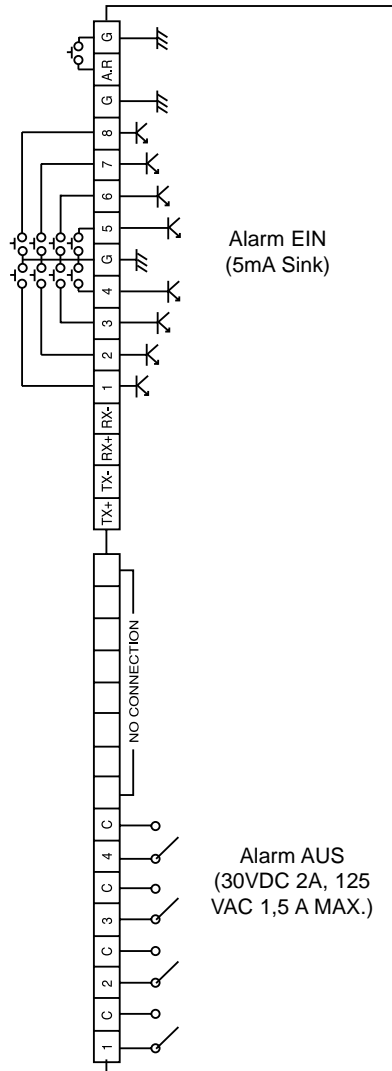 G
A.R
G
8
7
6
5
G
4
3
2
1
RX-
RX+
TX-
TX+
Alarm EIN
(5mA Sink)
NO CONNECTION
C
4
C
3
C
2
C
1
Alarm AUS
(30VDC 2A, 125
VAC 1,5 A MAX.)